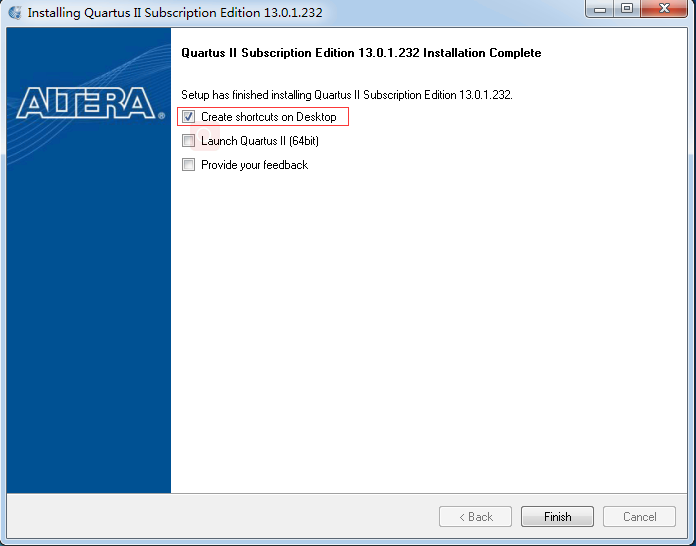 Installing Quartus II Subscription Edition 13.0.1.232
Quartus II Subscription Edition 13.0.1.232 Installation Complete
ALTERA®
Setup has finished installing Quartus II Subscription Edition 13.0.1.232.
Create shortcuts on Desktop
Launch Quartus II (64bit)
Provide your feedback
< Back
Finish
Cancel